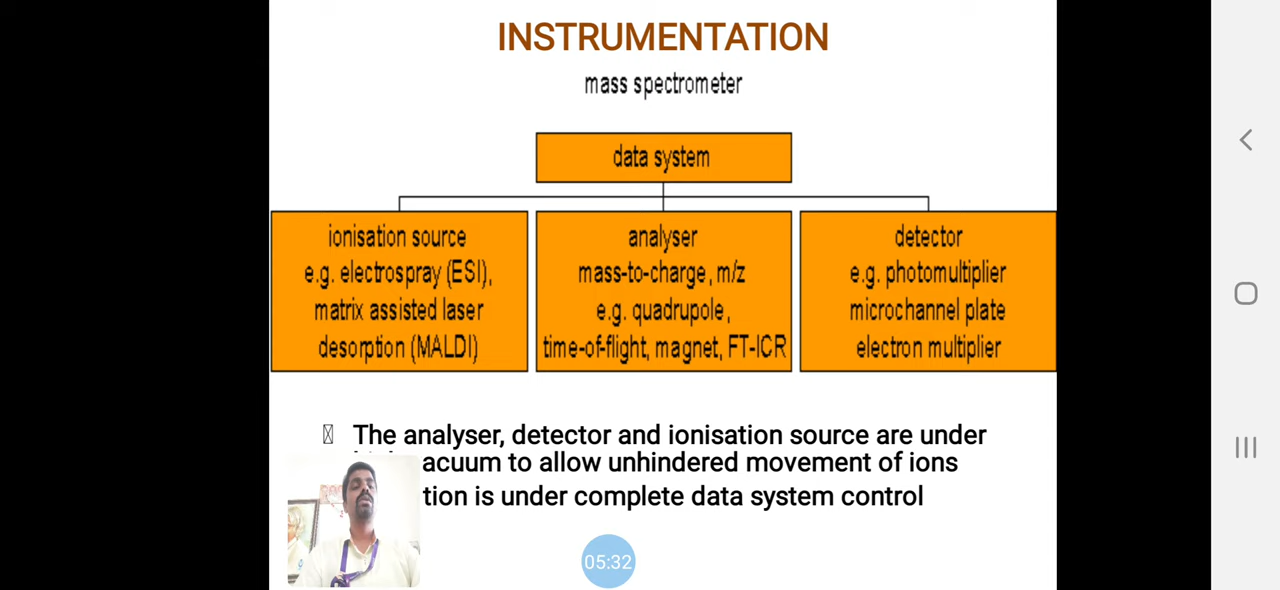 INSTRUMENTATION
mass spectrometer
data system
ionisation source
e.g. electrospray (ESI),
matrix assisted laser
desorption (MALDI)
analyser
mass-to-charge, m/z
e.g. quadrupole,
time-of-flight, magnet, FT-ICR
detector
e.g. photomultiplier
microchannel plate
electron multiplier
The analyser, detector and ionisation source are under
acuum to allow unhindered movement of ions
tion is under complete data system control
05:32